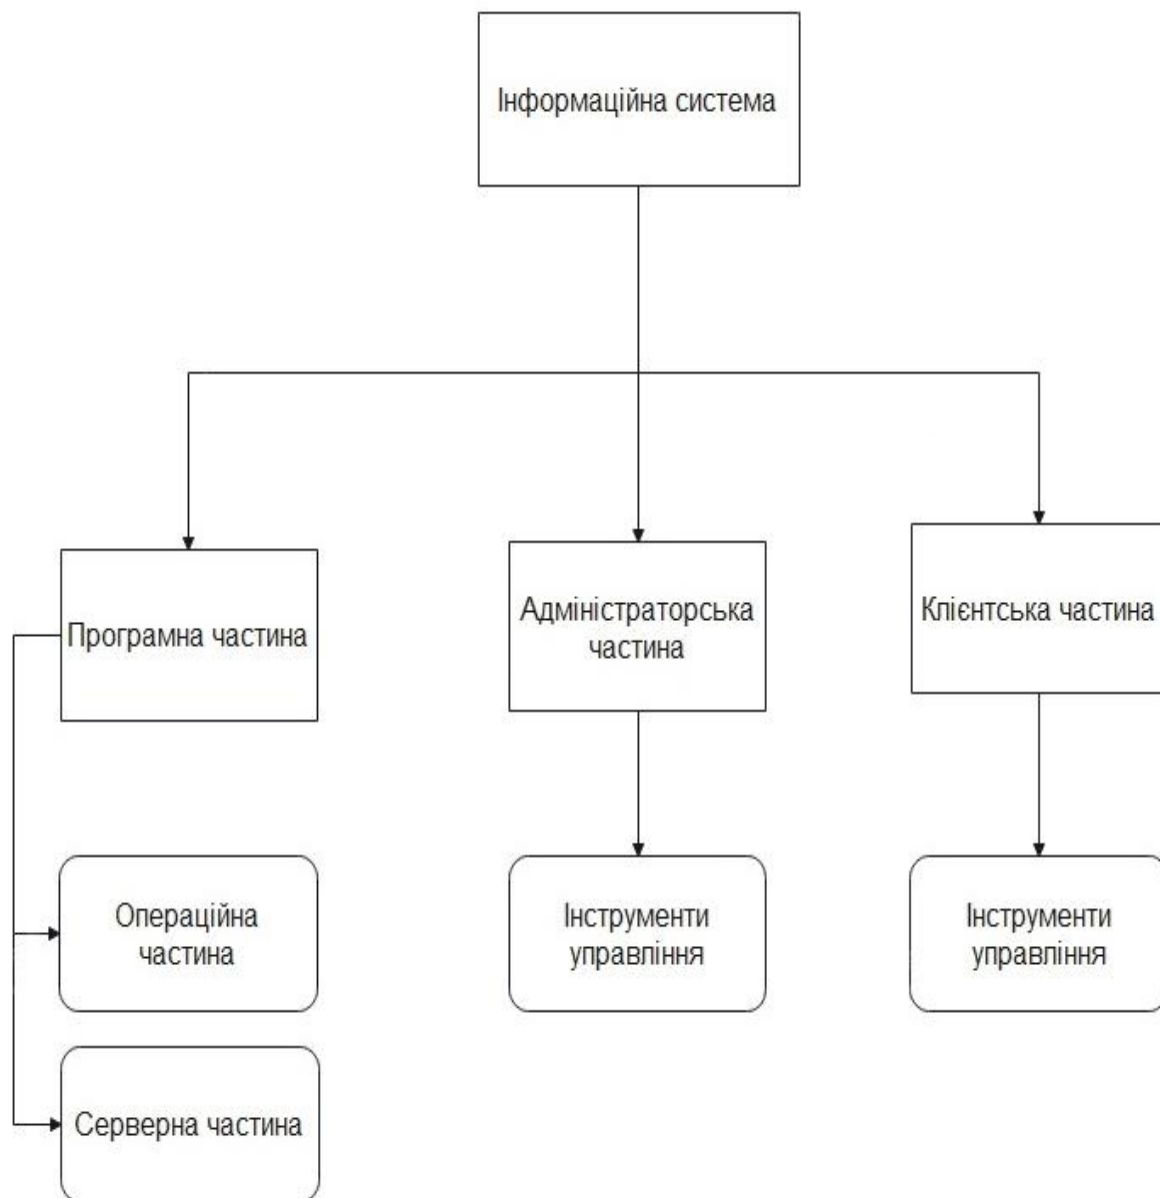 Інформаційна система
Програмна частина
Адміністраторська
частина
Клієнтська частина
Операційна
частина
Інструменти
управління
Інструменти
управління
Серверна частина